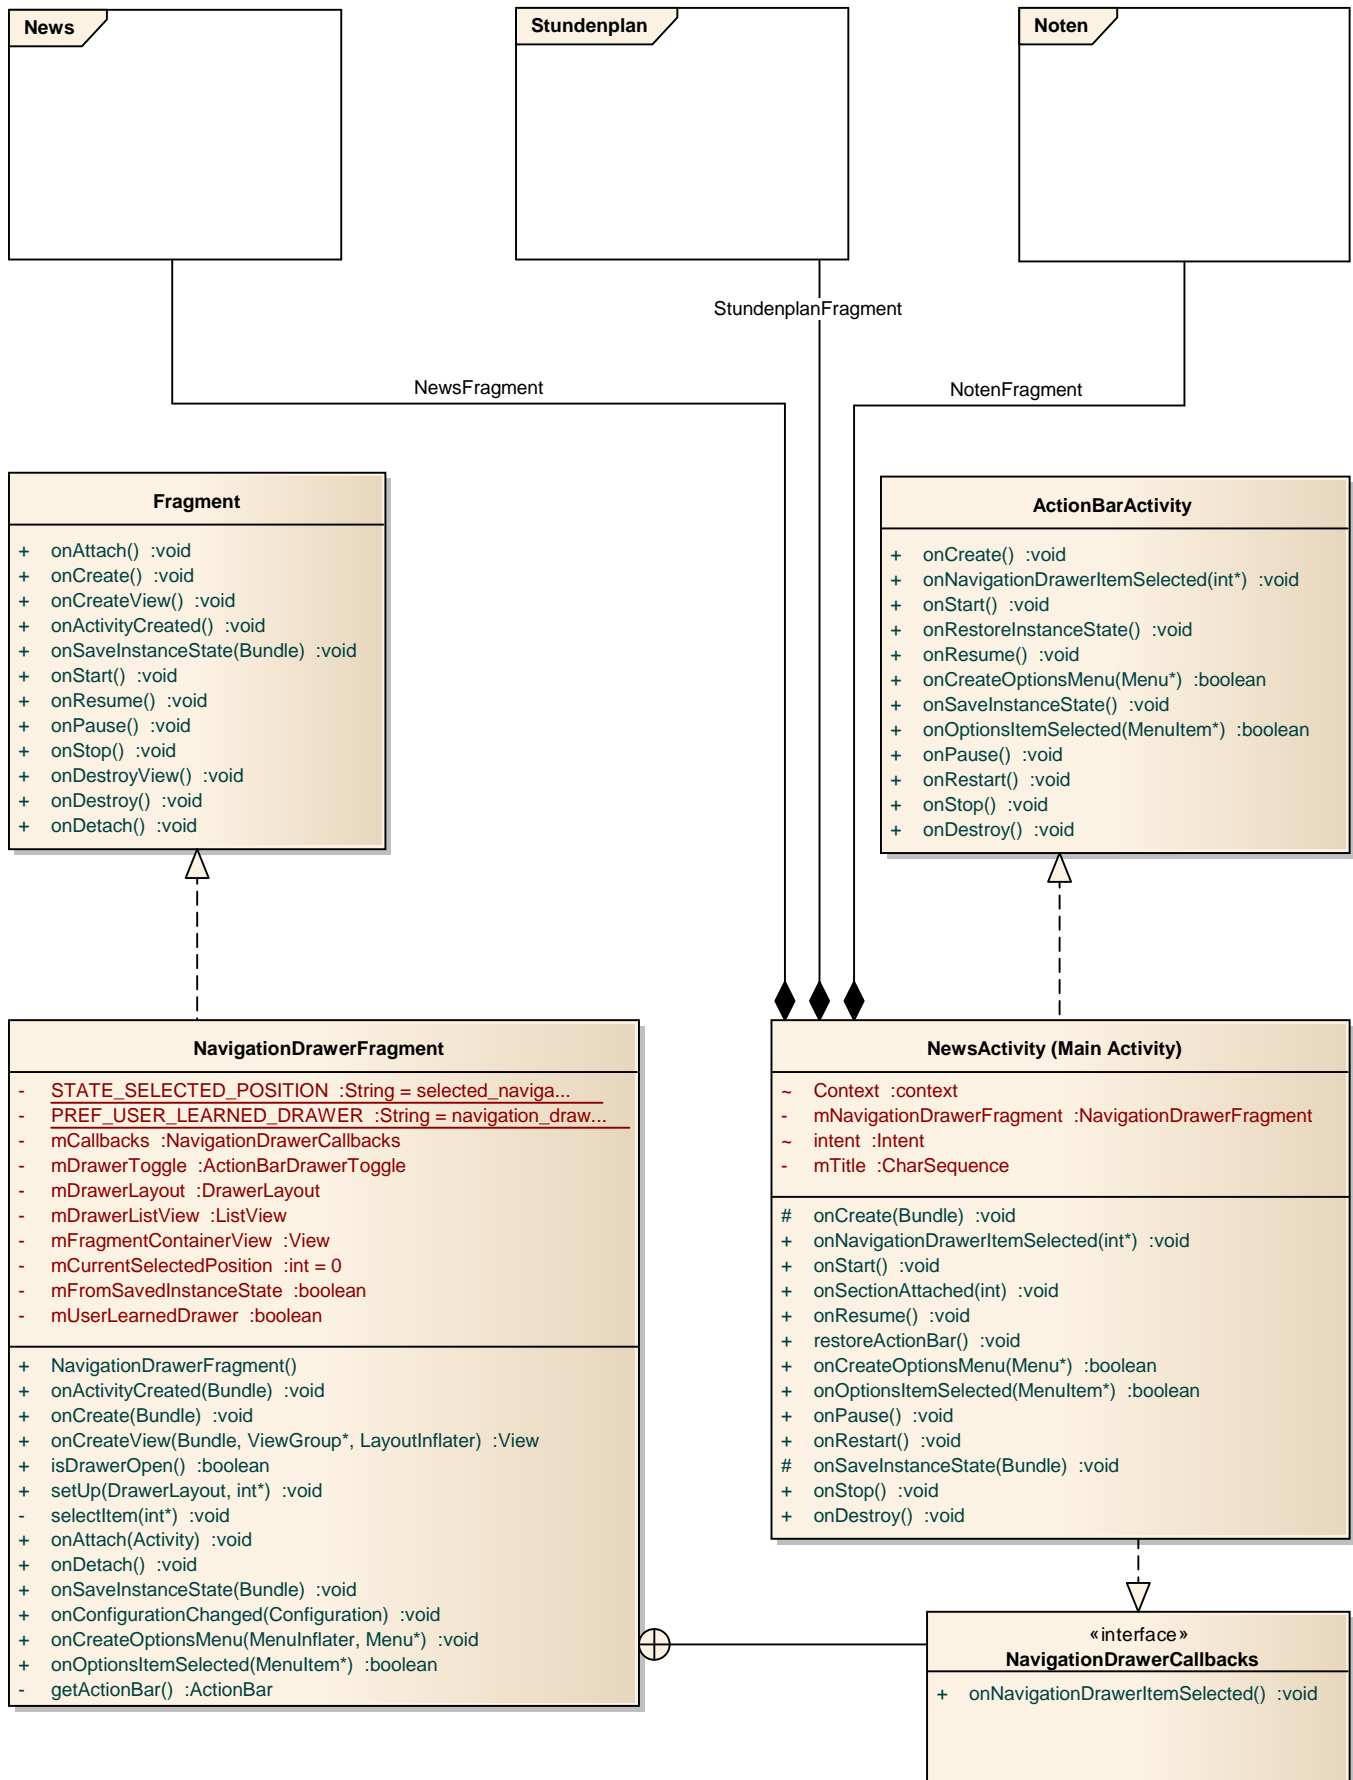 News
Stundenplan
Noten
StundenplanFragment
NewsFragment
NotenFragment
Fragment
+ onAttach() :void
+ onCreate() :void
+ onCreateView() :void
+ onActivityCreated() :void
+ onSaveInstanceState(Bundle) :void
+ onStart() :void
+ onResume() :void
+ onPause() :void
+ onStop() :void
+ onDestroyView() :void
+ onDestroy() :void
+ onDetach() :void
ActionBarActivity
+ onCreate() :void
+ onNavigationDrawerItemSelected(int*) :void
+ onStart() :void
+ onRestoreInstanceState() :void
+ onResume() :void
+ onCreateOptionsMenu(Menu*) :boolean
+ onSaveInstanceState() :void
+ onOptionsItemSelected(MenuItem*) :boolean
+ onPause() :void
+ onRestart() :void
+ onStop() :void
+ onDestroy() :void
NavigationDrawerFragment
- STATE_SELECTED_POSITION :String = selected_naviga...
- PREF_USER_LEARNED_DRAWER :String = navigation_draw...
- mCallbacks :NavigationDrawerCallbacks
- mDrawerToggle :ActionBarDrawerToggle
- mDrawerLayout :DrawerLayout
- mDrawerListView :ListView
- mFragmentContainerView :View
- mCurrentSelectedPosition :int = 0
- mFromSavedInstanceState :boolean
- mUserLearnedDrawer :boolean
+ NavigationDrawerFragment()
+ onActivityCreated(Bundle) :void
+ onCreate(Bundle) :void
+ onCreateView(Bundle, ViewGroup*, LayoutInflater) :View
+ isDrawerOpen() :boolean
+ setUp(DrawerLayout, int*) :void
- selectItem(int*) :void
+ onAttach(Activity) :void
+ onDetach() :void
+ onSaveInstanceState(Bundle) :void
+ onConfigurationChanged(Configuration) :void
+ onCreateOptionsMenu(MenuInflater, Menu*) :void
+ onOptionsItemSelected(MenuItem*) :boolean
- getActionBar() :ActionBar
NewsActivity (Main Activity)
~ Context :context
- mNavigationDrawerFragment :NavigationDrawerFragment
~ intent :Intent
- mTitle :CharSequence
# onCreate(Bundle) :void
+ onNavigationDrawerItemSelected(int*) :void
+ onStart() :void
+ onSectionAttached(int) :void
+ onResume() :void
+ restoreActionBar() :void
+ onCreateOptionsMenu(Menu*) :boolean
+ onOptionsItemSelected(MenuItem*) :boolean
+ onPause() :void
+ onRestart() :void
# onSaveInstanceState(Bundle) :void
+ onStop() :void
+ onDestroy() :void
«interface»
NavigationDrawerCallbacks
+ onNavigationDrawerItemSelected() :void